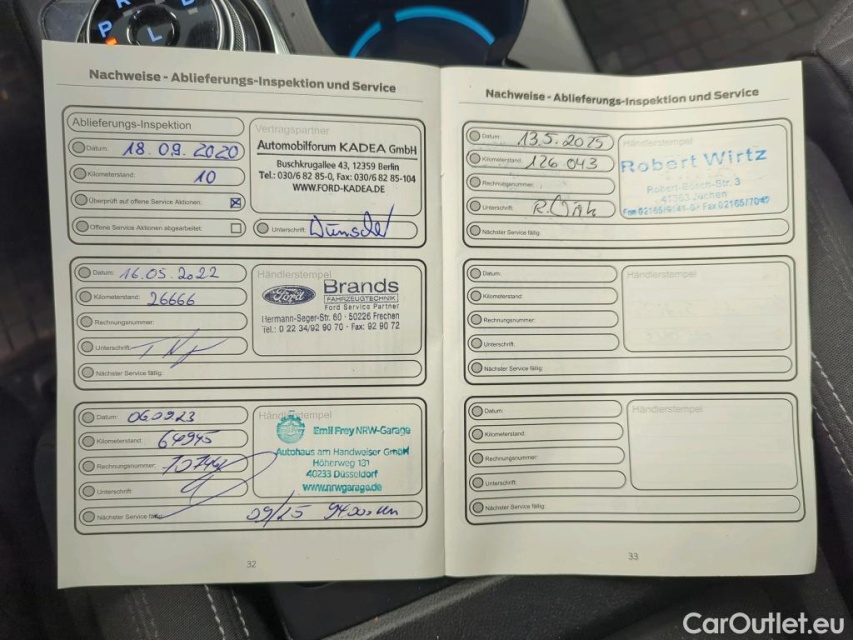 P R D L
Nachweise - Ablieferungs-Inspektion und Service
Ablieferungs-Inspektion
Datum: 18.09.2020
Kilometerstand: 10
Überprüft auf offene Service Aktionen:
Offene Service Aktionen abgearbeitet:
Vertragspartner
Automobilforum KADEA GmbH
Buschkrugallee 43, 12359 Berlin
Tel.: 030/6 82 85-0, Fax: 030/6 82 85-104
WWW.FORD-KADEA.DE
Unterschrift:
Datum: 16.05.2022
Kilometerstand: 26666
Rechnungsnummer:
Unterschrift:
Nächster Service fällig:
Händlerstempel
Ford
Brands
FAHRZEUGTECHNIK
Ford Service Partner
Hermann-Seger-Str. 60 · 50226 Frechen
Tel.: 0 22 34/92 90 70 · Fax: 92 90 72
Datum: 06.09.23
Kilometerstand: 64945
Rechnungsnummer:
Unterschrift:
Nächster Service fällig: 09/25
Händlerstempel
Emil Frey NRW-Garage
Autohaus am Handweiser GmbH
Höherweg 131
40233 Düsseldorf
www.nrwgarage.de
32
Nachweise - Ablieferungs-Inspektion und Service
Datum: 13.5.2025
Kilometerstand: 126 043
Rechnungsnummer:
Unterschrift:
Nächster Service fällig:
Händlerstempel
Robert Wirtz
Robert-Bosch-Str. 3
41363 Jüchen
Datum:
Kilometerstand:
Rechnungsnummer:
Unterschrift:
Nächster Service fällig:
Händlerstempel
Datum:
Kilometerstand:
Rechnungsnummer:
Unterschrift:
Nächster Service fällig:
Händlerstempel
33
CarOutlet.eu